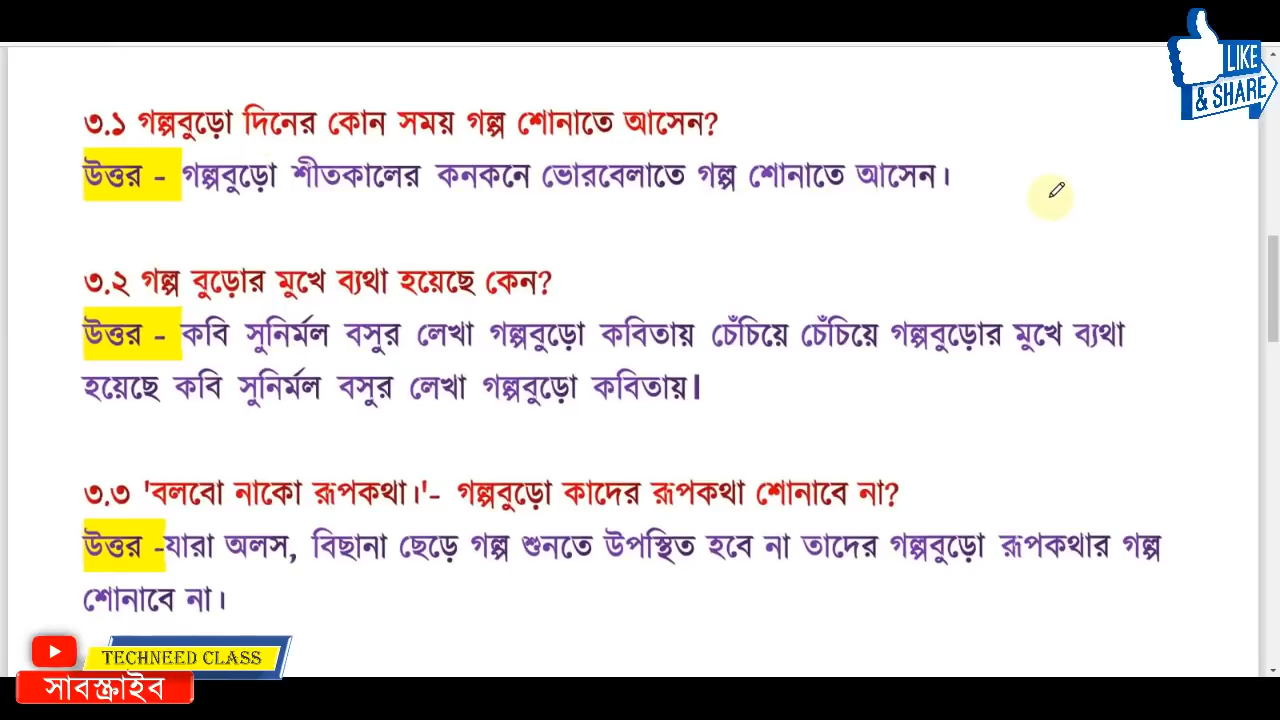 LIKE
& SHARE
৩.১ গল্পবুড়ো দিনের কোন সময় গল্প শোনাতে আসেন?
উত্তর - গল্পবুড়ো শীতকালের কনকনে ভোরবেলাতে গল্প শোনাতে আসেন।
৩.২ গল্প বুড়োর মুখে ব্যথা হয়েছে কেন?
উত্তর - কবি সুনির্মল বসুর লেখা গল্পবুড়ো কবিতায় চেঁচিয়ে চেঁচিয়ে গল্পবুড়োর মুখে ব্যথা
হয়েছে কবি সুনির্মল বসুর লেখা গল্পবুড়ো কবিতায়।
৩.৩ 'বলবো নাকো রূপকথা।'- গল্পবুড়ো কাদের রূপকথা শোনাবে না?
উত্তর -যারা অলস, বিছানা ছেড়ে গল্প শুনতে উপস্থিত হবে না তাদের গল্পবুড়ো রূপকথার গল্প
শোনাবে না।
TECHNEED CLASS
সাবস্ক্রাইব